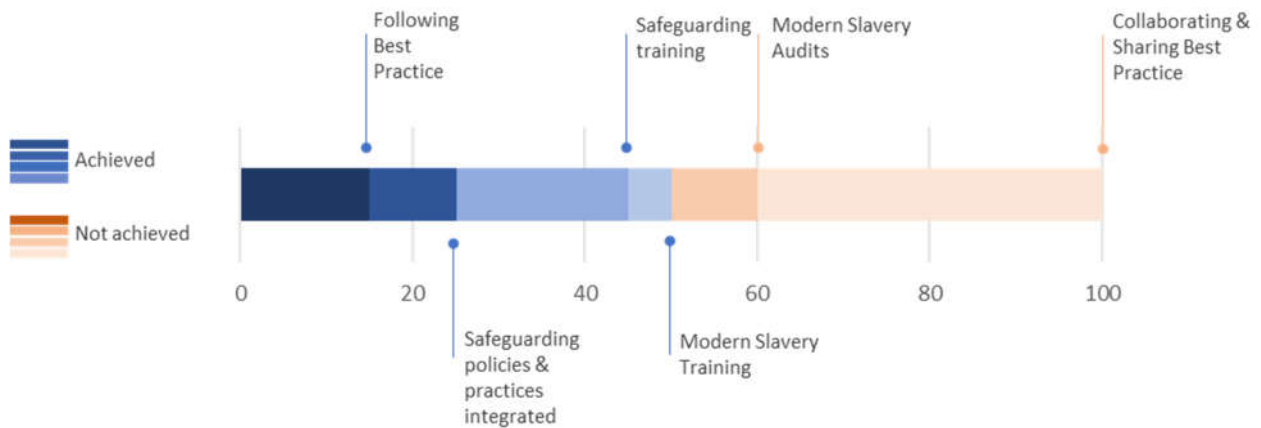 Following
Best
Practice
Safeguarding
training
Modern Slavery
Audits
Collaborating &
Sharing Best
Practice
Achieved
Not achieved
0 20 40 60 80 100
Safeguarding
policies &
practices
integrated
Modern Slavery
Training